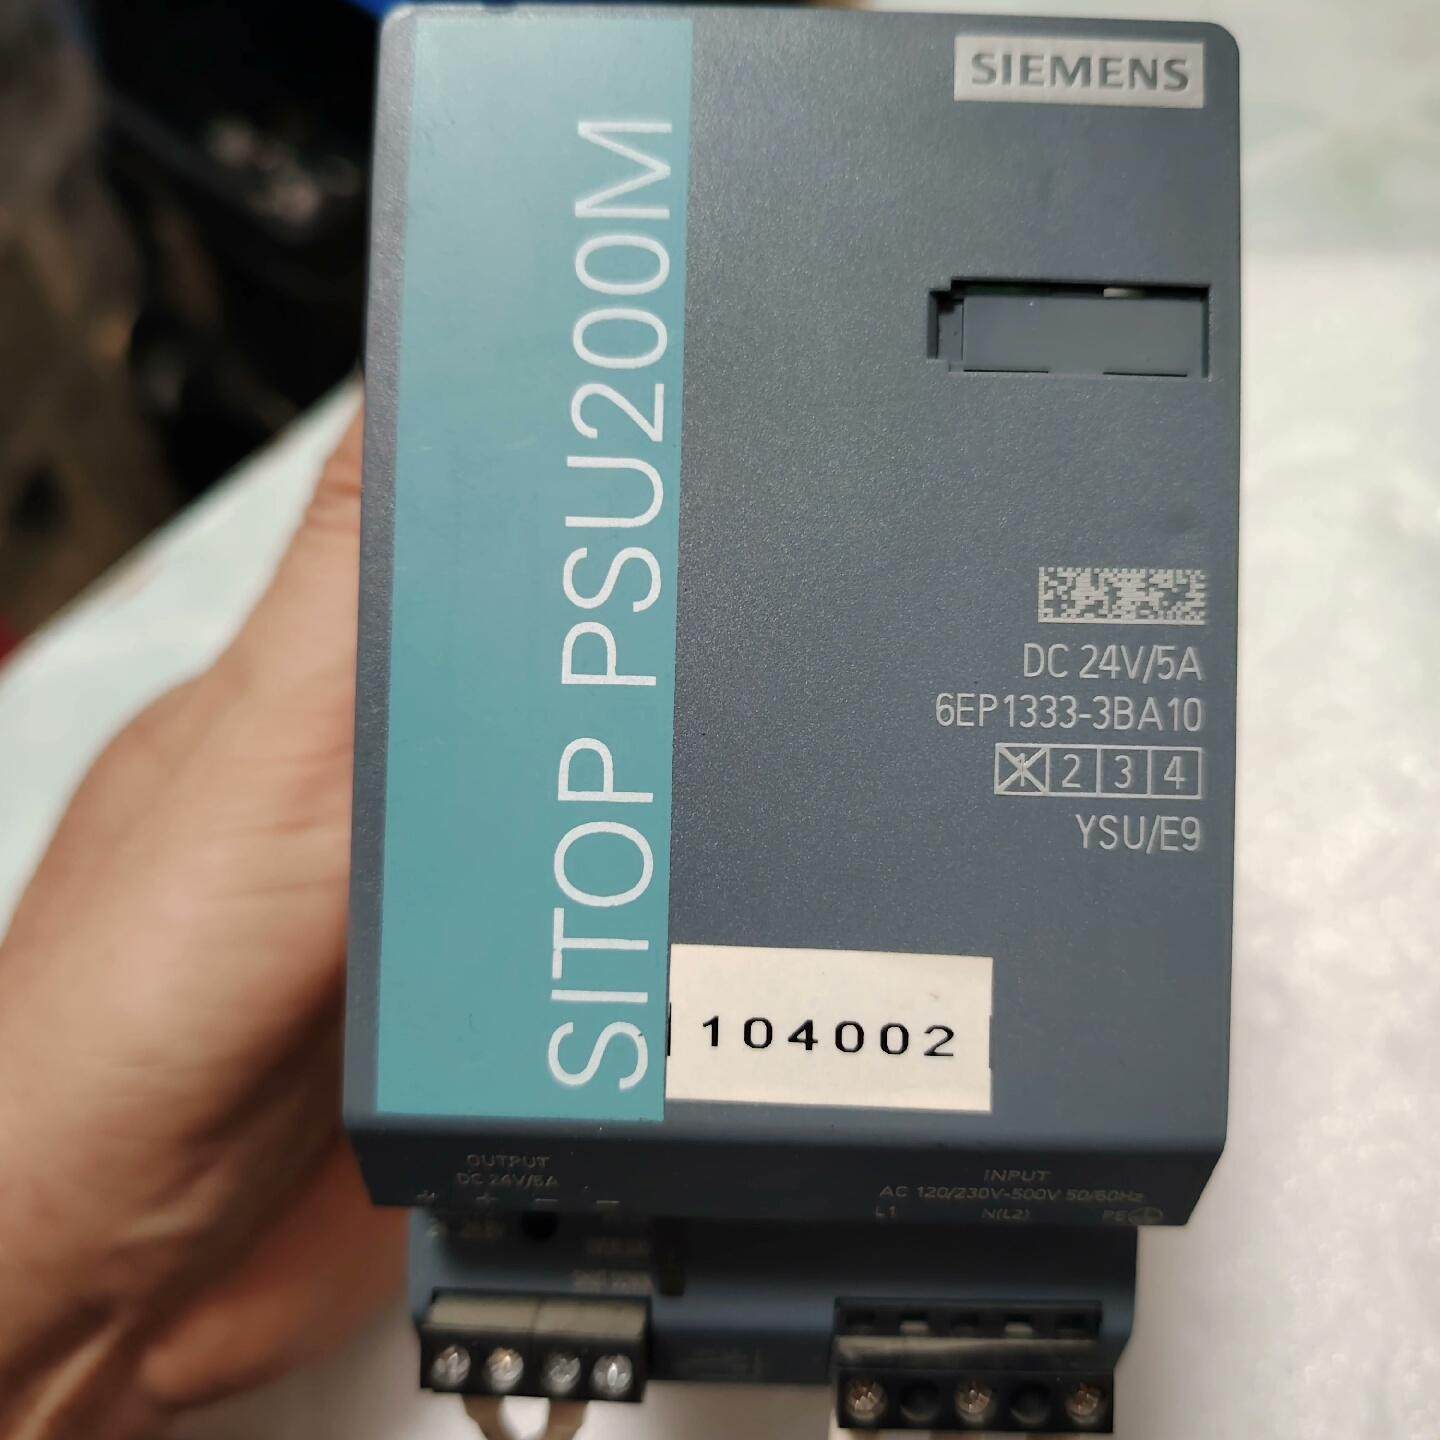 SIEMENS
SITOP PSU200M
DC 24V/5A
6EP1333-3BA10
1 2 3 4
YSU/E9
104002
OUTPUT
DC 24V/5A
+ + - -
INPUT
AC 120/230V-500V 50/60Hz
L1 N(L2) PE